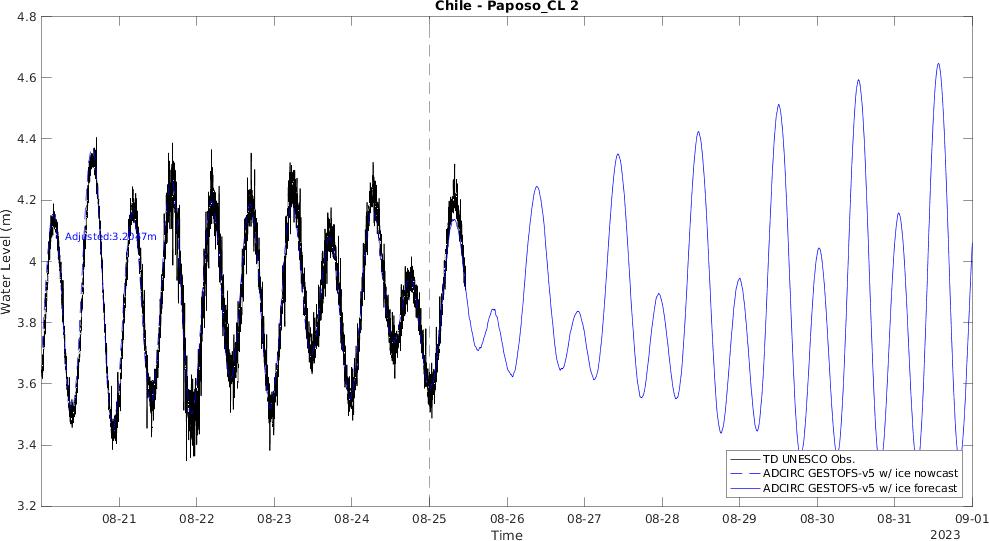 Chile - Paposo_CL 2
Water Level (m)
4.8
4.6
4.4
4.2
4
3.8
3.6
3.4
3.2
TD UNESCO Obs.
ADCIRC GESTOFS-v5 w/ ice nowcast
ADCIRC GESTOFS-v5 w/ ice forecast
08-21 08-22 08-23 08-24 08-25 08-26 08-27 08-28 08-29 08-30 08-31 09-01
Time
2023